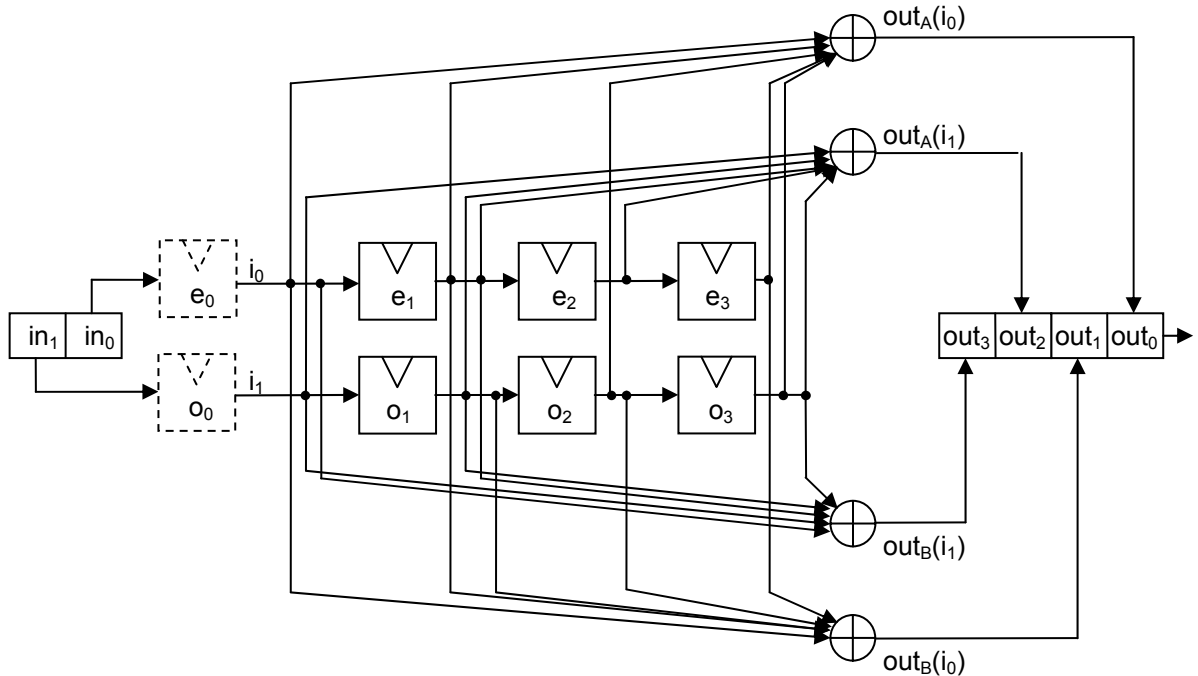 out_A(i_0)
out_A(i_1)
e_0
i_0
e_1
e_2
e_3
in_1 in_0
out_3 out_2 out_1 out_0
o_0
i_1
o_1
o_2
o_3
out_B(i_1)
out_B(i_0)